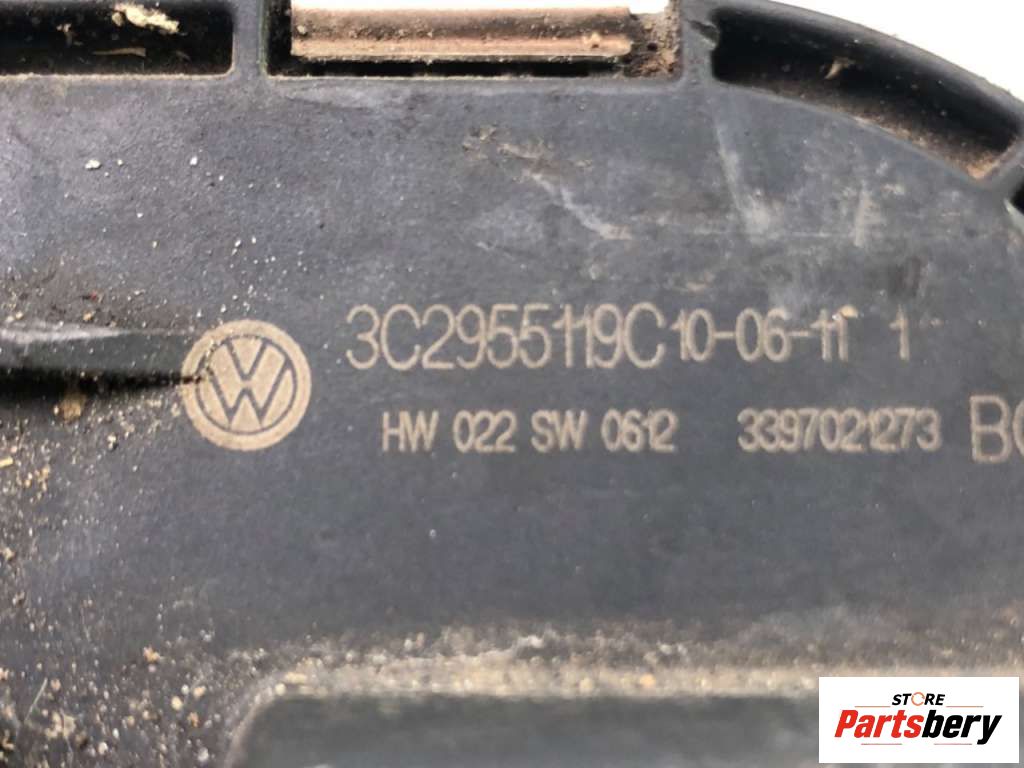 3C2955119C 10-06-11 1
HW 022 SW 0612 3397021273
STORE
Partsbery